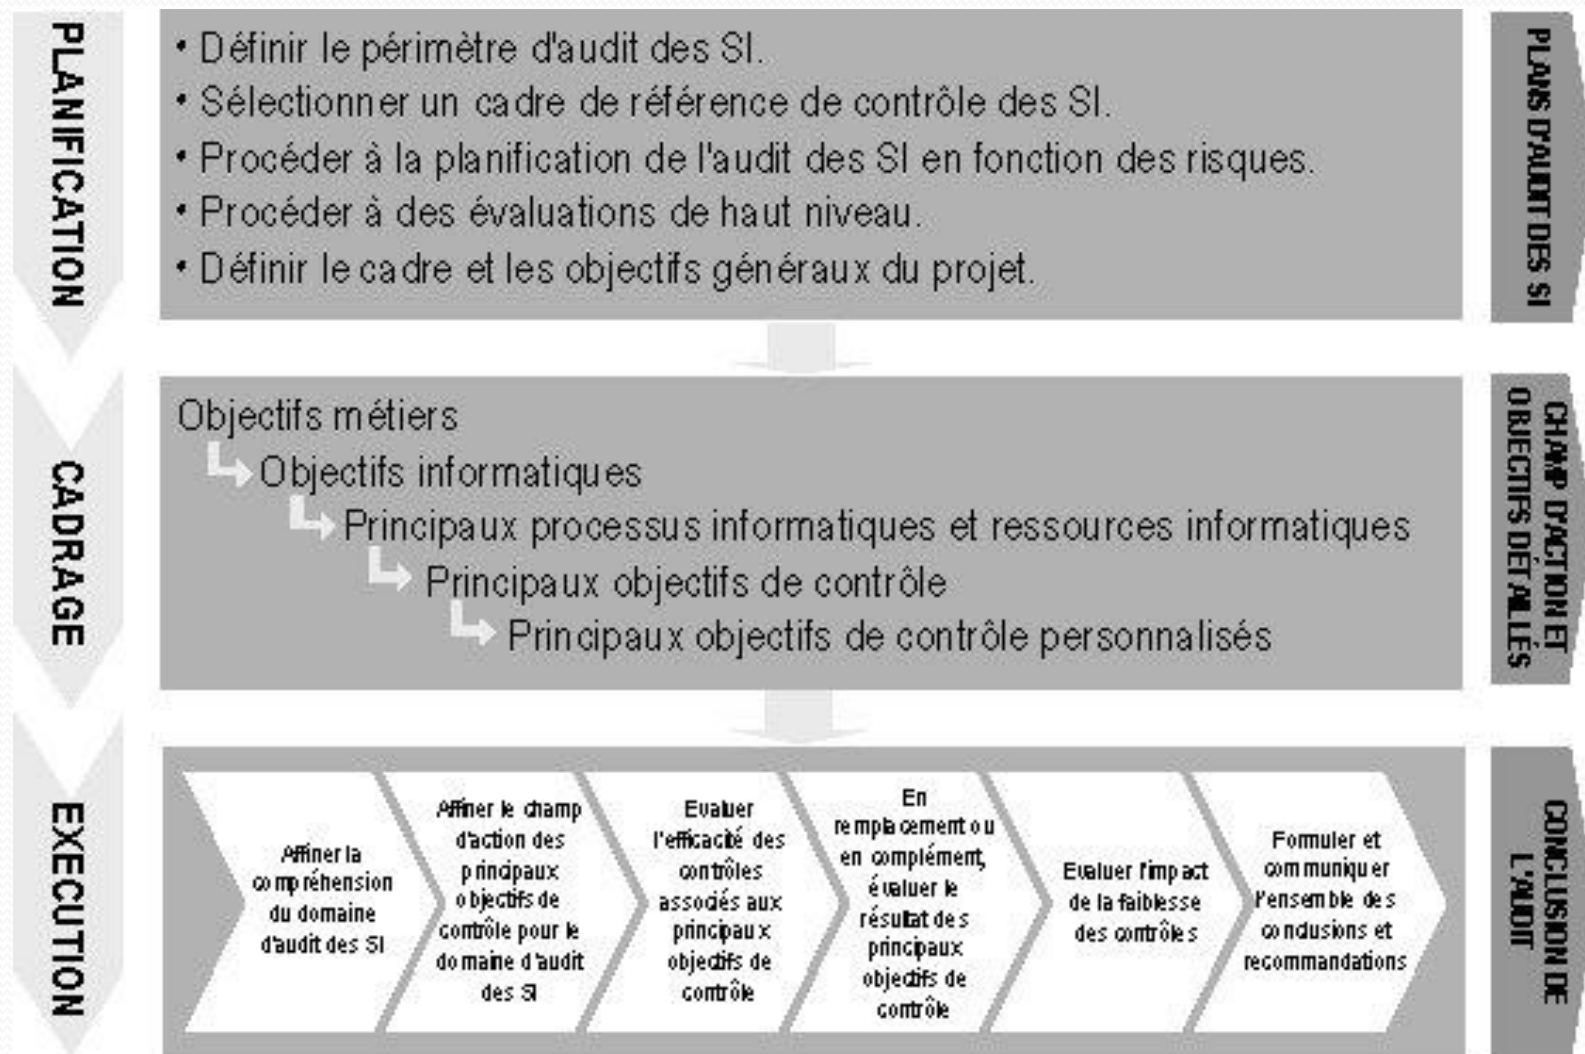 PLANIFICATION
• Définir le périmètre d'audit des SI.
• Sélectionner un cadre de référence de contrôle des SI.
• Procéder à la planification de l'audit des SI en fonction des risques.
• Procéder à des évaluations de haut niveau.
• Définir le cadre et les objectifs généraux du projet.
PLANS D'AUDIT DES SI
CADRAGE
Objectifs métiers
Objectifs informatiques
Principaux processus informatiques et ressources informatiques
Principaux objectifs de contrôle
Principaux objectifs de contrôle personnalisés
CHAMP D'ACTION ET
OBJECTIFS DÉTAILLÉS
EXECUTION
Affiner la
compréhension
du domaine
d'audit des SI
Affiner le champ
d'action des
principaux
objectifs de
contrôle pour le
domaine d'audit
des SI
Evaluer
l'efficacité des
contrôles
associés aux
principaux
objectifs de
contrôle
En
remplacement ou
en complément,
évaluer le
résultat des
principaux
objectifs de
contrôle
Evaluer l'impact
de la faiblesse
des contrôles
Formuler et
communiquer
l'ensemble des
conclusions et
recommandations
CONCLUSION DE
L'AUDIT